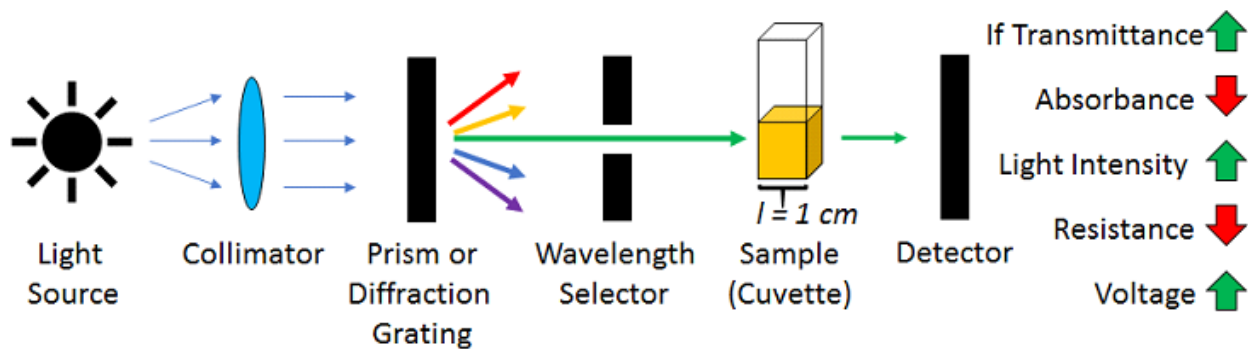 If Transmittance
Absorbance
Light Intensity
Resistance
Voltage
l = 1 cm
Light
Source
Collimator
Prism or
Diffraction
Grating
Wavelength
Selector
Sample
(Cuvette)
Detector